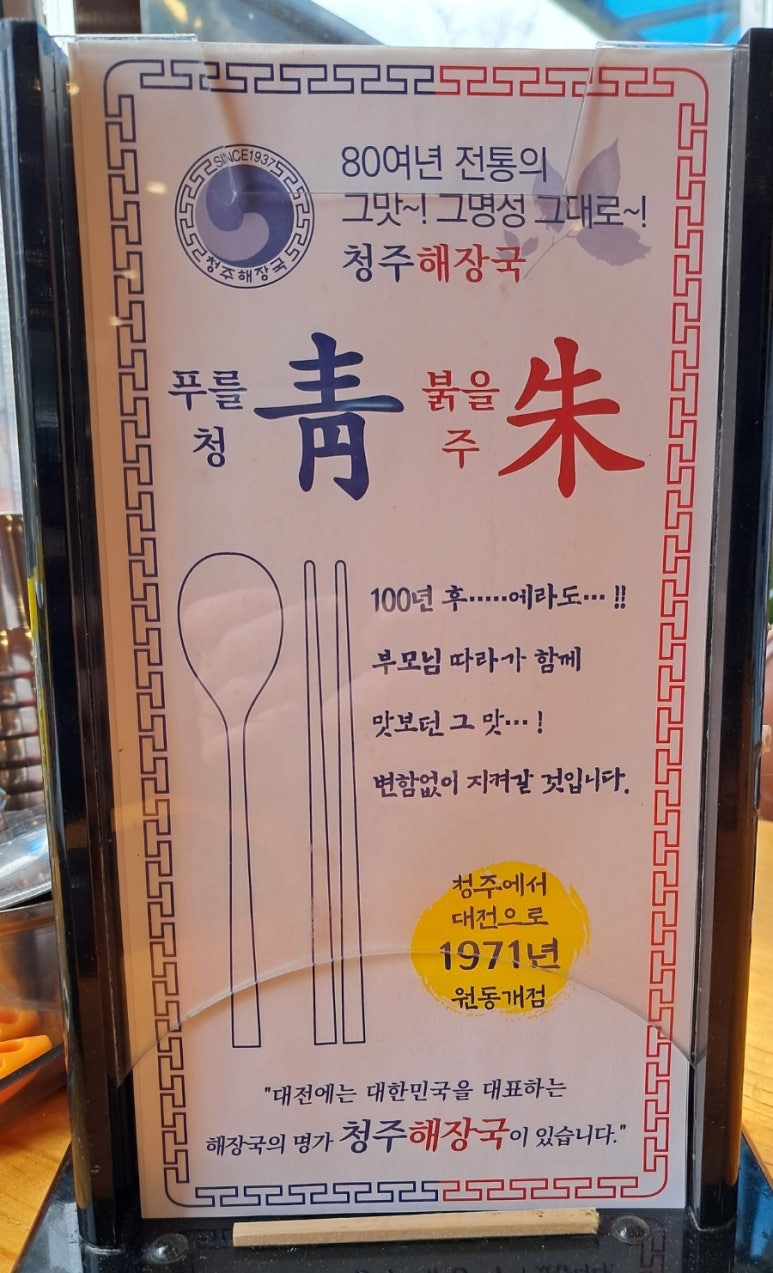 SINCE1937
청주해장국
80여년 전통의
그맛~! 그명성 그대로~!
청주해장국
푸를 청 靑
붉을 주 朱
100년 후……에라도… !!
부모님 따라가 함께
맛보던 그 맛… !
변함없이 지켜갈 것입니다.
청주에서
대전으로
1971년
원동개점
"대전에는 대한민국을 대표하는
해장국의 명가 청주해장국이 있습니다."